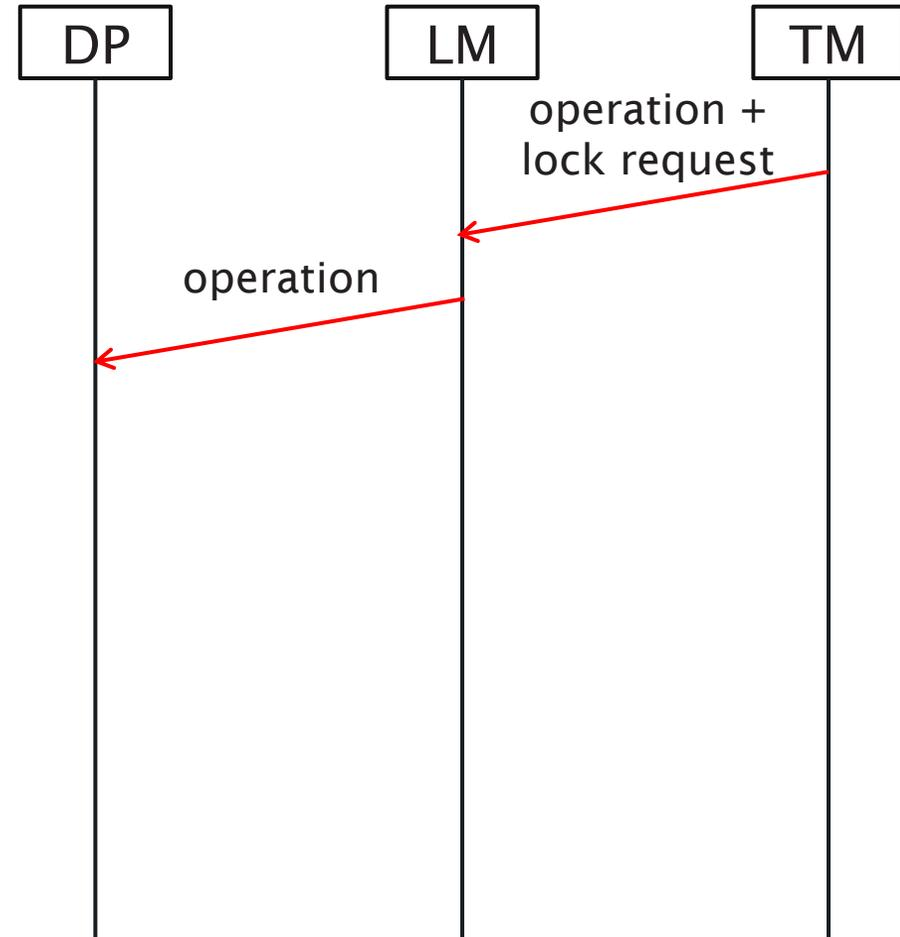 DP
LM
TM
operation +
lock request
operation